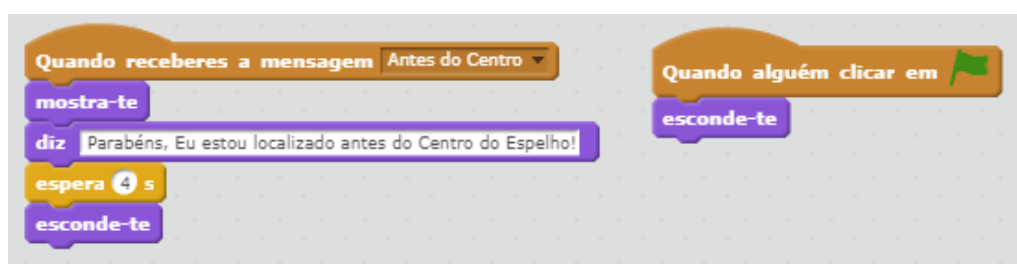 Quando receberes a mensagem Antes do Centro
mostra-te
diz Parabéns, Eu estou localizado antes do Centro do Espelho!
espera 4 s
esconde-te
Quando alguém clicar em
esconde-te